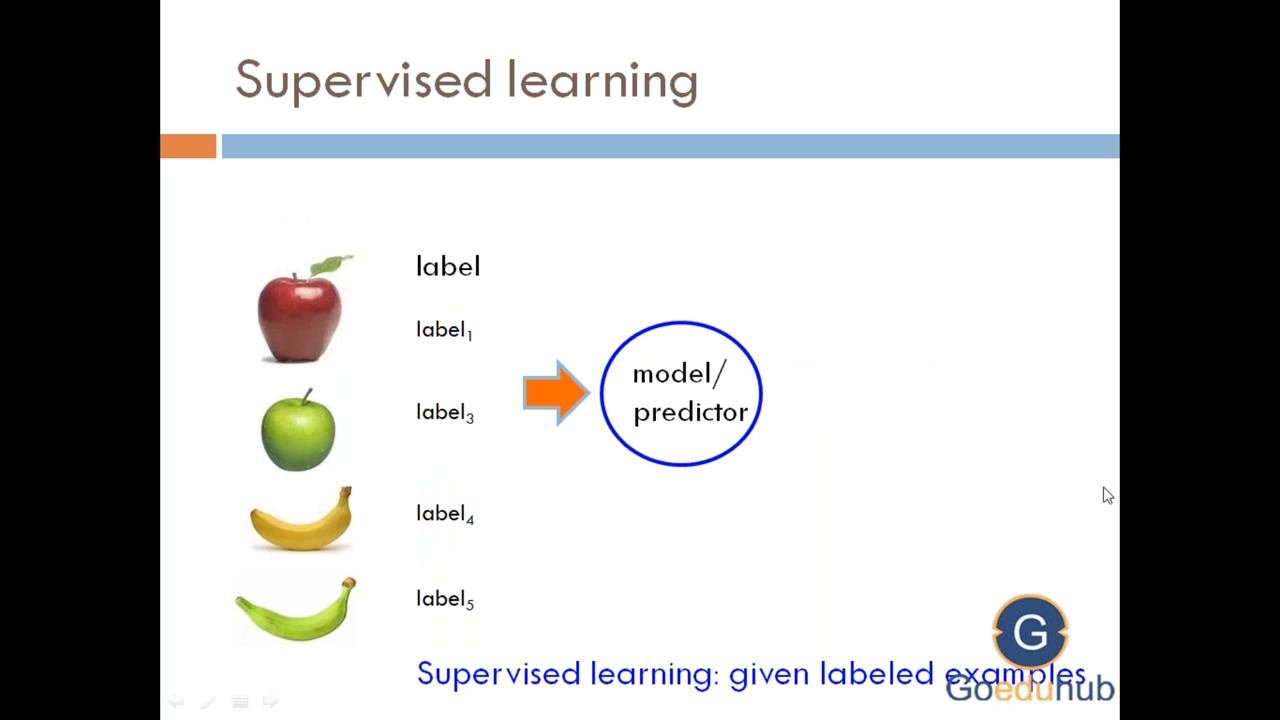 Supervised learning
label
label₁
label₃
label₄
label₅
model/
predictor
Supervised learning: given labeled examples
G
Goeduhub